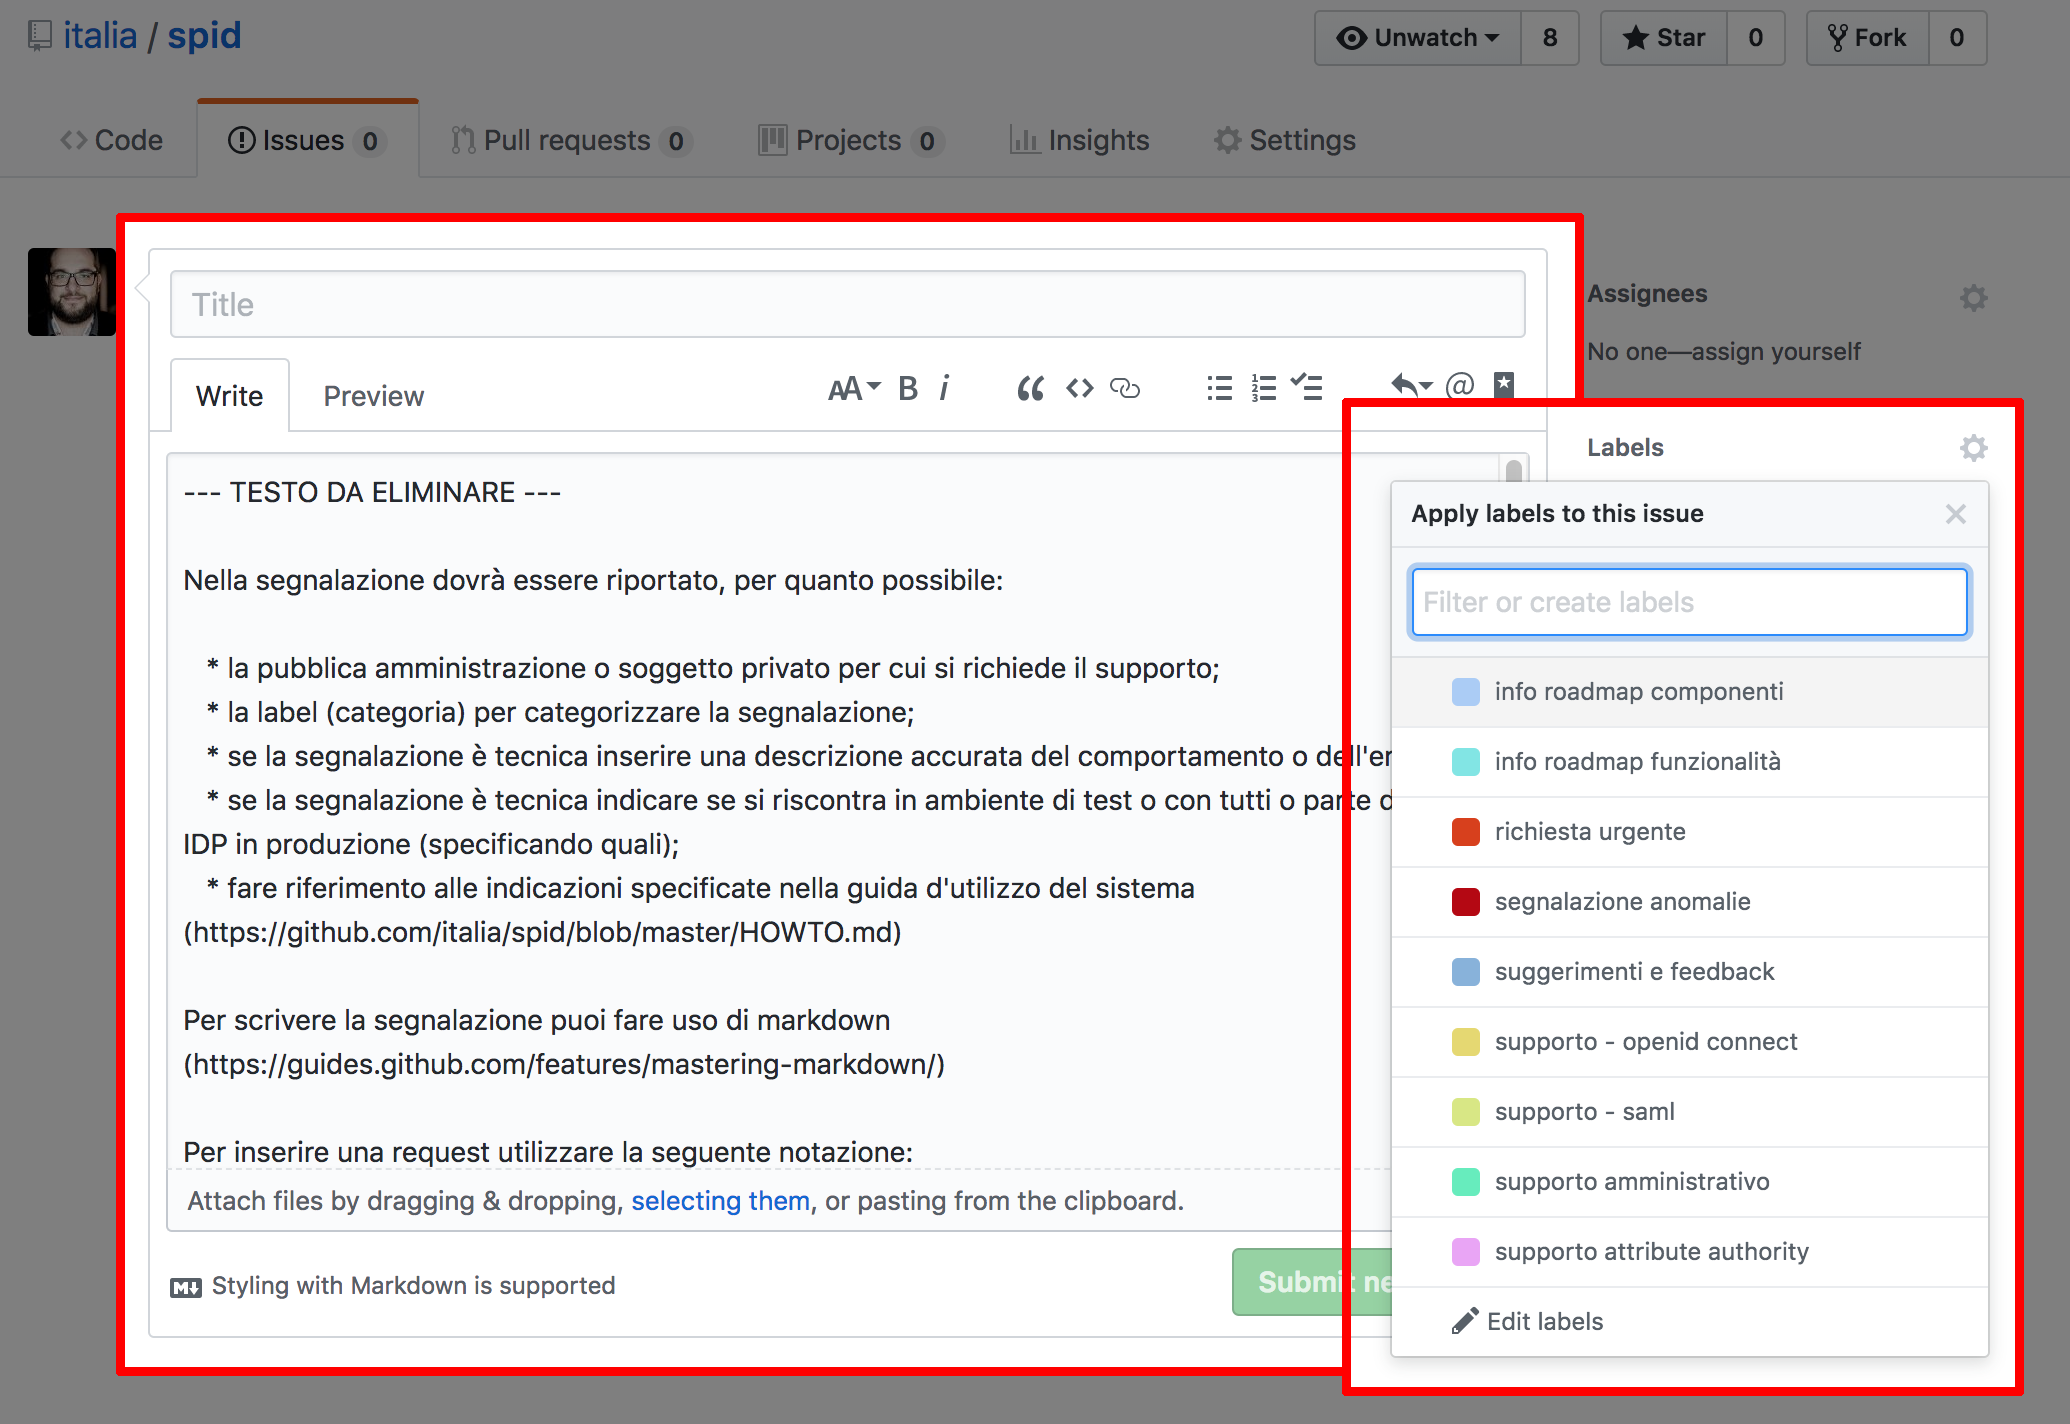 italia / spid
Unwatch 8 Star 0 Fork 0
Code Issues 0 Pull requests 0 Projects 0 Insights Settings
Title
Write Preview AA B i
--- TESTO DA ELIMINARE ---
Nella segnalazione dovrà essere riportato, per quanto possibile:
* la pubblica amministrazione o soggetto privato per cui si richiede il supporto;
* la label (categoria) per categorizzare la segnalazione;
* se la segnalazione è tecnica inserire una descrizione accurata del comportamento o dell'er
* se la segnalazione è tecnica indicare se si riscontra in ambiente di test o con tutti o parte d
IDP in produzione (specificando quali);
* fare riferimento alle indicazioni specificate nella guida d'utilizzo del sistema
(https://github.com/italia/spid/blob/master/HOWTO.md)
Per scrivere la segnalazione puoi fare uso di markdown
(https://guides.github.com/features/mastering-markdown/)
Per inserire una request utilizzare la seguente notazione:
Attach files by dragging & dropping, selecting them, or pasting from the clipboard.
Styling with Markdown is supported
Submit ne
Assignees
No one—assign yourself
Labels
Apply labels to this issue
Filter or create labels
info roadmap componenti
info roadmap funzionalità
richiesta urgente
segnalazione anomalie
suggerimenti e feedback
supporto - openid connect
supporto - saml
supporto amministrativo
supporto attribute authority
Edit labels